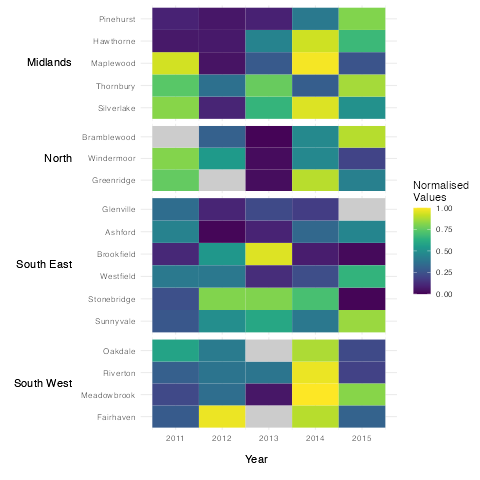 Pinehurst
Hawthorne
Midlands
Maplewood
Thornbury
Silverlake
Bramblewood
North
Windermoor
Greenridge
Glenville
Ashford
Brookfield
South East
Westfield
Stonebridge
Sunnyvale
Oakdale
Riverton
South West
Meadowbrook
Fairhaven
2011 2012 2013 2014 2015
Year
Normalised
Values
1.00
0.75
0.50
0.25
0.00